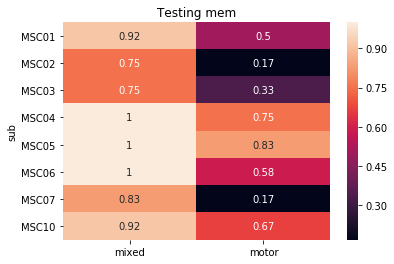 Testing mem
MSC01 0.92 0.5
MSC02 0.75 0.17
MSC03 0.75 0.33
MSC04 1 0.75
MSC05 1 0.83
MSC06 1 0.58
MSC07 0.83 0.17
MSC10 0.92 0.67
sub
mixed motor
0.90
0.75
0.60
0.45
0.30